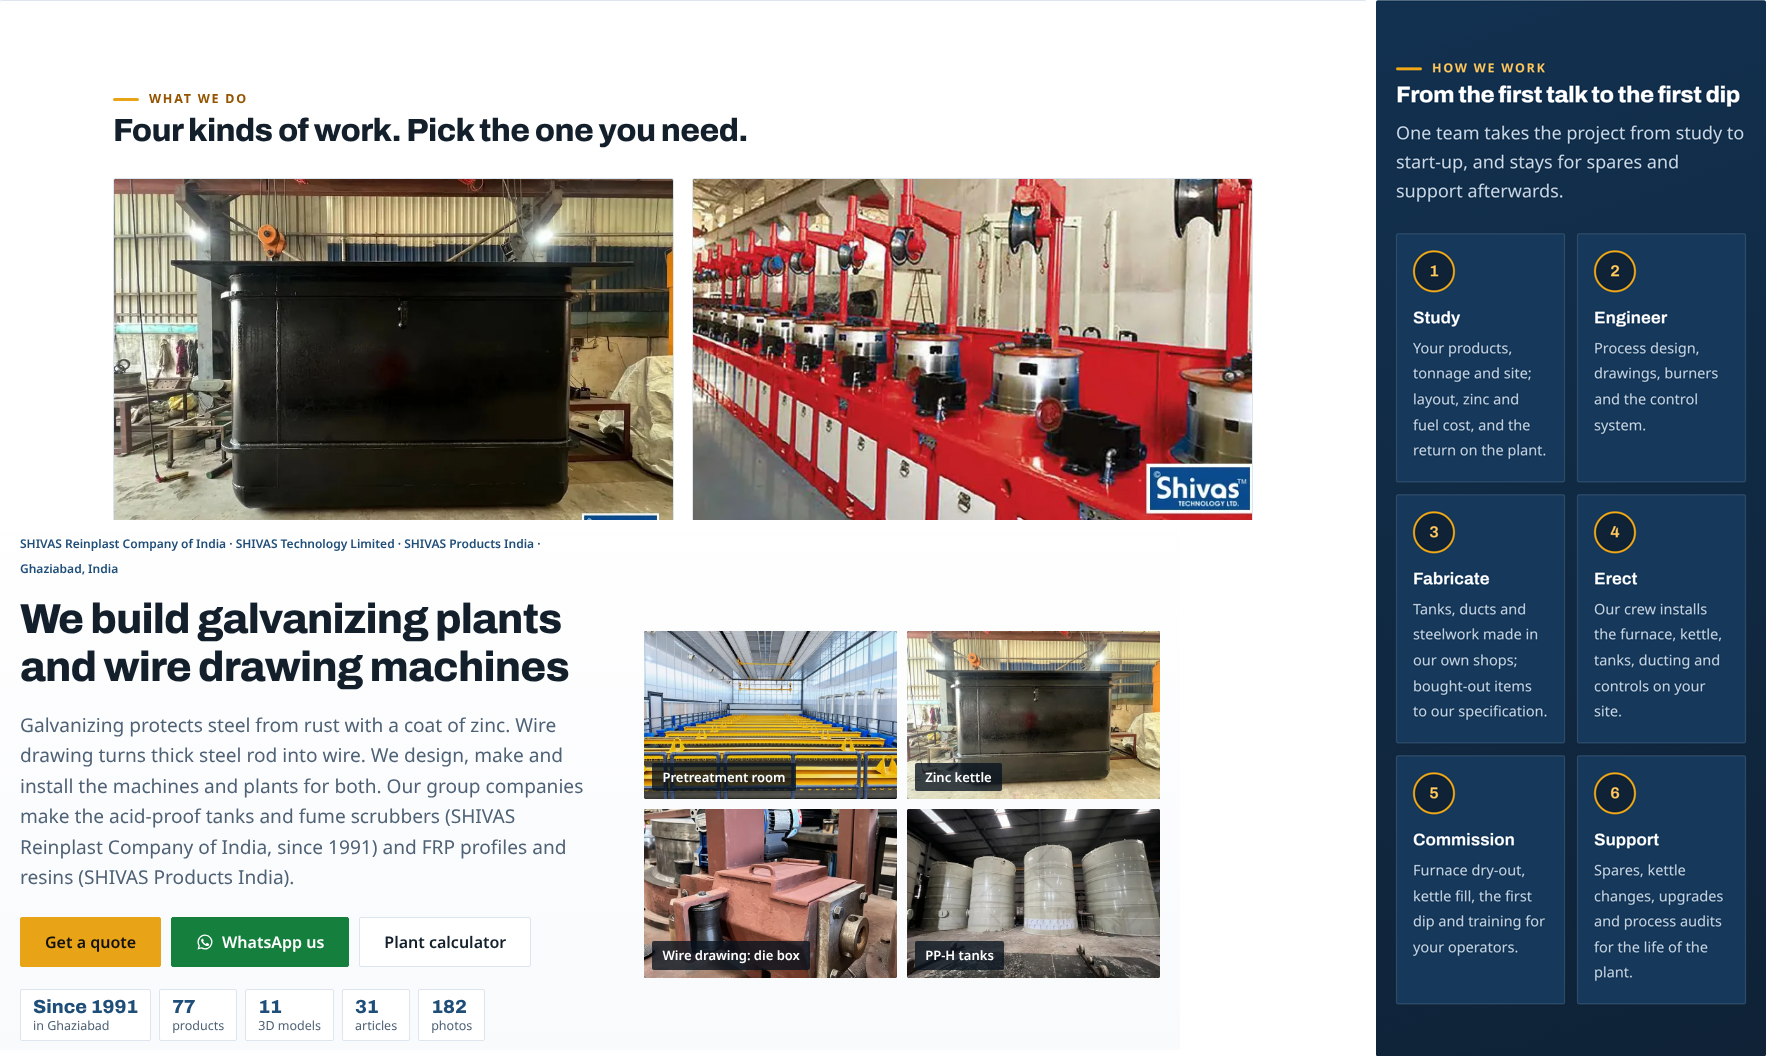 WHAT WE DO
Four kinds of work. Pick the one you need.
Shivas™
TECHNOLOGY LTD.
SHIVAS Reinplast Company of India · SHIVAS Technology Limited · SHIVAS Products India ·
Ghaziabad, India
We build galvanizing plants
and wire drawing machines
Galvanizing protects steel from rust with a coat of zinc. Wire
drawing turns thick steel rod into wire. We design, make and
install the machines and plants for both. Our group companies
make the acid-proof tanks and fume scrubbers (SHIVAS
Reinplast Company of India, since 1991) and FRP profiles and
resins (SHIVAS Products India).
Get a quote
WhatsApp us
Plant calculator
Since 1991
in Ghaziabad
77
products
11
3D models
31
articles
182
photos
Pretreatment room
Zinc kettle
Wire drawing: die box
PP-H tanks
HOW WE WORK
From the first talk to the first dip
One team takes the project from study to
start-up, and stays for spares and
support afterwards.
1
Study
Your products,
tonnage and site;
layout, zinc and
fuel cost, and the
return on the plant.
2
Engineer
Process design,
drawings, burners
and the control
system.
3
Fabricate
Tanks, ducts and
steelwork made in
our own shops;
bought-out items
to our specification.
4
Erect
Our crew installs
the furnace, kettle,
tanks, ducting and
controls on your
site.
5
Commission
Furnace dry-out,
kettle fill, the first
dip and training for
your operators.
6
Support
Spares, kettle
changes, upgrades
and process audits
for the life of the
plant.